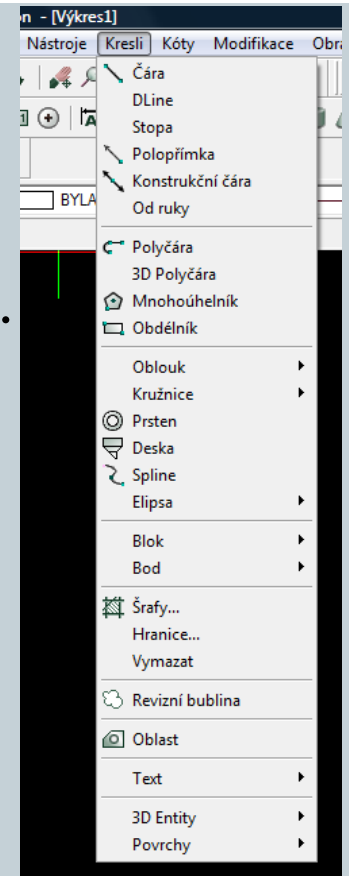 n - [Výkres1]
Nástroje Kresli Kóty Modifikace Obra
Čára
DLine
Stopa
Polopřímka
Konstrukční čára
BYLA
Od ruky
Polyčára
3D Polyčára
Mnohoúhelník
Obdélník
Oblouk
Kružnice
Prsten
Deska
Spline
Elipsa
Blok
Bod
Šrafy...
Hranice...
Vymazat
Revizní bublina
Oblast
Text
3D Entity
Povrchy